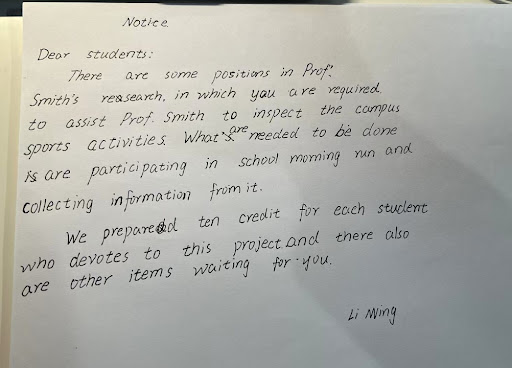 Notice
Dear students:
There are some positions in Prof.
Smith's reasearch, in which you are required
to assist Prof. Smith to inspect the campus
sports activities. What's are needed to be done
is are participating in school morning run and
collecting information from it.
We prepared ten credit for each student
who devotes to this project and there also
are other items waiting for you.
Li Ming